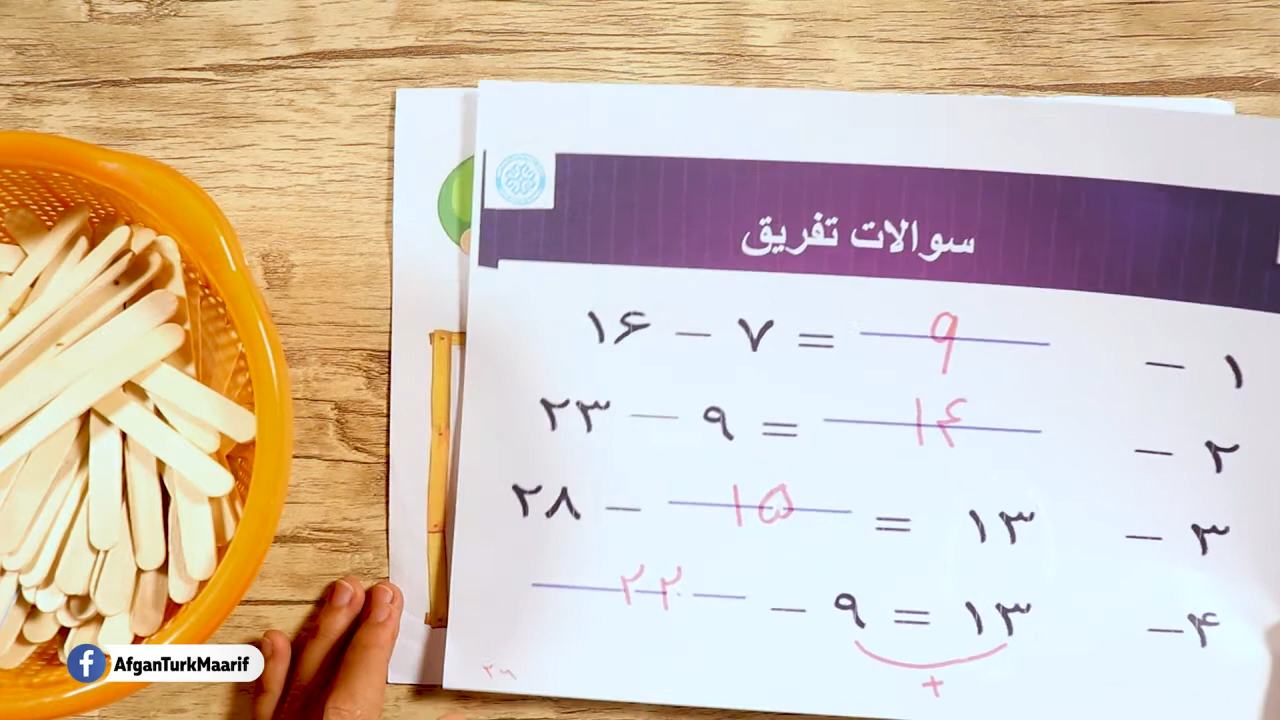 سوالات تفریق
۱ - ۱۶ - ۷ = ۹
۲ - ۲۳ - ۹ = ۱۴
۳ - ۲۸ - ۱۵ = ۱۳
۴ - ۲۲ - ۹ = ۱۳
+
AfganTurkMaarif